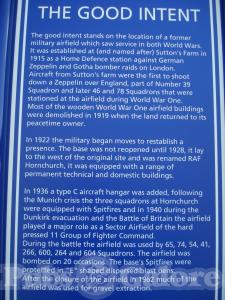 THE GOOD INTENT
The good intent stands on the location of a former
military airfield which saw service in both World Wars.
It was established at (and named after) Sutton's Farm in
1915 as a Home Defence station against German
Zeppelin and Gotha bomber raids on London.
Aircraft from Sutton's farm were the first to shoot
down a Zeppelin over England, part of Number 39
Squadron and later 46 and 78 Squadrons that were
stationed at the airfield during World War One.
Most of the wooden World War One airfield buildings
were demolished in 1919 when the land returned to its
peacetime owner.
In 1922 the military began moves to restablish a
presence. The base was not reopened until 1928, it lay
to the west of the original site and was renamed RAF
Hornchurch, it was equipped with a range of
permanent technical and domestic buildings.
In 1936 a type C aircraft hangar was added, following
the Munich crisis the three squadrons at Hornchurch
were equipped with Spitfires and in 1940 during the
Dunkirk evacuation and the Battle of Britain the airfield
played a major role as a Sector Airfield of the hard
pressed 11 Group of Fighter Command.
During the battle the airfield was used by 65, 74, 54, 41,
266, 600, 264 and 604 Squadrons. The airfield was
bombed on 20 occasions. The base's Spitfires were
protected in "E" shaped dispersed blast pens.
After the closure of the airfield in 1962 much of the
airfield was used for gravel extraction.